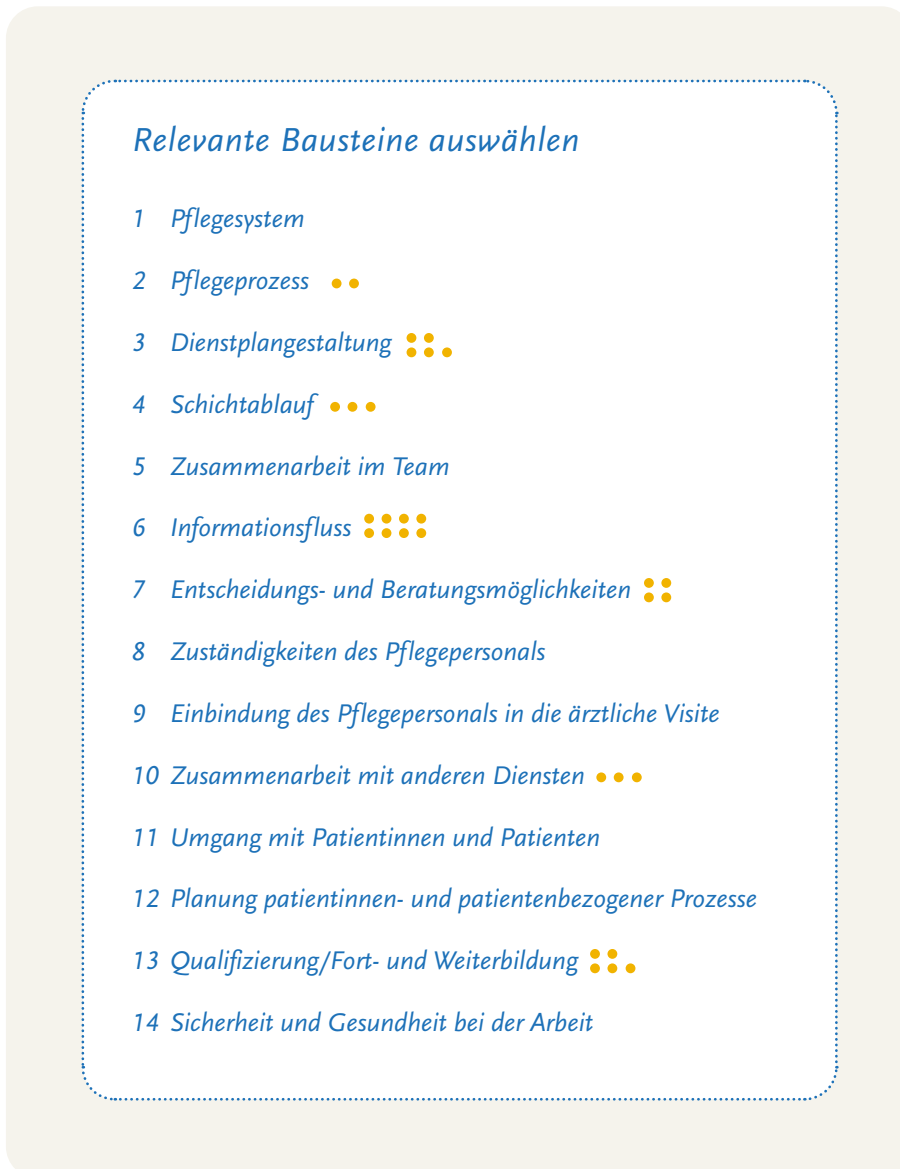 Relevante Bausteine auswählen
1 Pflegesystem
2 Pflegeprozess
3 Dienstplangestaltung
4 Schichtablauf
5 Zusammenarbeit im Team
6 Informationsfluss
7 Entscheidungs- und Beratungsmöglichkeiten
8 Zuständigkeiten des Pflegepersonals
9 Einbindung des Pflegepersonals in die ärztliche Visite
10 Zusammenarbeit mit anderen Diensten
11 Umgang mit Patientinnen und Patienten
12 Planung patientinnen- und patientenbezogener Prozesse
13 Qualifizierung/Fort- und Weiterbildung
14 Sicherheit und Gesundheit bei der Arbeit